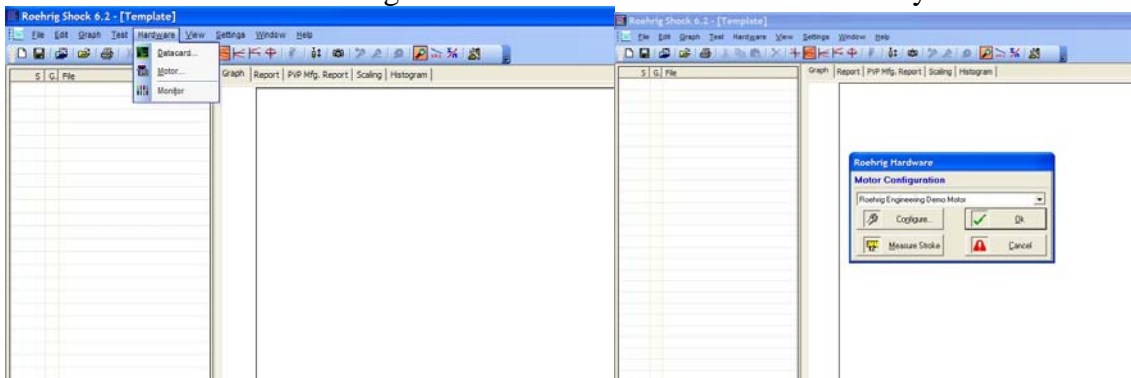 Roehrig Shock 6.2 - [Template]
File Edit Graph Test Hardware View Settings Window Help
Datacard...
Motor...
Monitor
S G. File
Graph Report PVP Mfg. Report Scaling Histogram
Roehrig Shock 6.2 - [Template]
File Edit Graph Test Hardware View Settings Window Help
S G. File
Graph Report PVP Mfg. Report Scaling Histogram
Roehrig Hardware
Motor Configuration
Roehrig Engineering Demo Motor
Configure... Ok
Measure Stroke Cancel